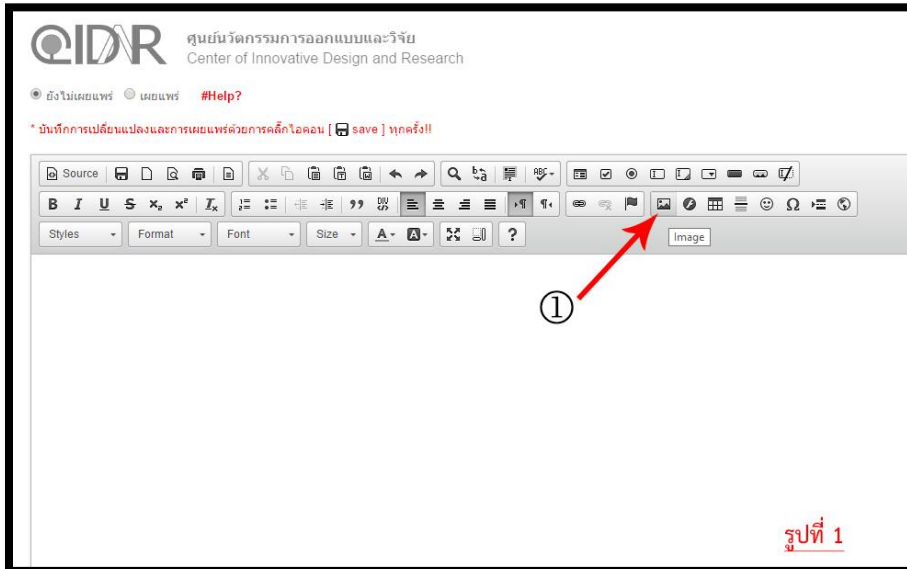 CIDAR ศูนย์นวัตกรรมการออกแบบและวิจัย
Center of Innovative Design and Research
ยังไม่เผยแพร่ เผยแพร่ #Help?
* บันทึกการเปลี่ยนแปลงและการเผยแพร่ด้วยการคลิ๊กไอคอน [ save ] ทุกครั้ง!!
Source
B I U S x₂ x² Ix
Styles Format Font Size A A ?
Image
①
รูปที่ 1